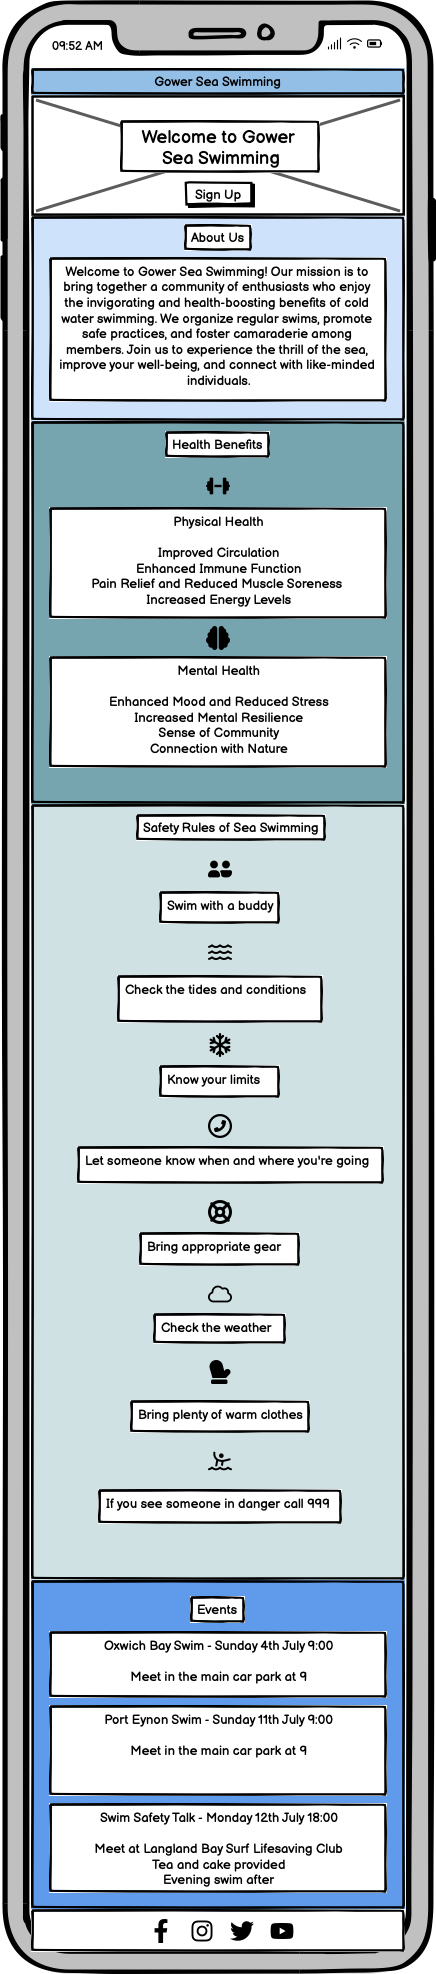 09:52 AM
Gower Sea Swimming
Welcome to Gower
Sea Swimming
Sign Up
About Us
Welcome to Gower Sea Swimming! Our mission is to
bring together a community of enthusiasts who enjoy
the invigorating and health-boosting benefits of cold
water swimming. We organize regular swims, promote
safe practices, and foster camaraderie among
members. Join us to experience the thrill of the sea,
improve your well-being, and connect with like-minded
individuals.
Health Benefits
Physical Health
Improved Circulation
Enhanced Immune Function
Pain Relief and Reduced Muscle Soreness
Increased Energy Levels
Mental Health
Enhanced Mood and Reduced Stress
Increased Mental Resilience
Sense of Community
Connection with Nature
Safety Rules of Sea Swimming
Swim with a buddy
Check the tides and conditions
Know your limits
Let someone know when and where you're going
Bring appropriate gear
Check the weather
Bring plenty of warm clothes
If you see someone in danger call 999
Events
Oxwich Bay Swim - Sunday 4th July 9:00
Meet in the main car park at 9
Port Eynon Swim - Sunday 11th July 9:00
Meet in the main car park at 9
Swim Safety Talk - Monday 12th July 18:00
Meet at Langland Bay Surf Lifesaving Club
Tea and cake provided
Evening swim after